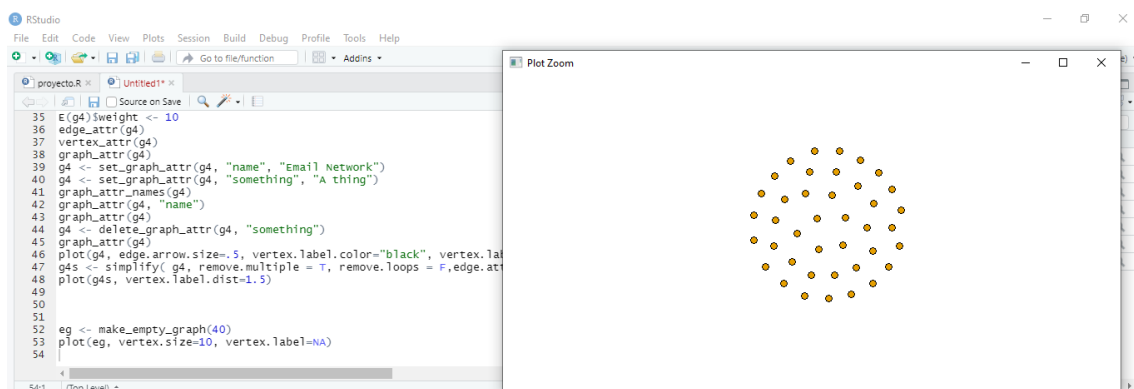 RStudio
File Edit Code View Plots Session Build Debug Profile Tools Help
Go to file/function
Addins
Plot Zoom
proyecto.R
Untitled1*
Source on Save
35 E(g4)$weight <- 10
36 edge_attr(g4)
37 vertex_attr(g4)
38 graph_attr(g4)
39 g4 <- set_graph_attr(g4, "name", "Email Network")
40 g4 <- set_graph_attr(g4, "something", "A thing")
41 graph_attr_names(g4)
42 graph_attr(g4, "name")
43 graph_attr(g4)
44 g4 <- delete_graph_attr(g4, "something")
45 graph_attr(g4)
46 plot(g4, edge.arrow.size=.5, vertex.label.color="black", vertex.lab
47 g4s <- simplify( g4, remove.multiple = T, remove.loops = F,edge.att
48 plot(g4s, vertex.label.dist=1.5)
49
50
51
52 eg <- make_empty_graph(40)
53 plot(eg, vertex.size=10, vertex.label=NA)
54
54:1 (Top Level)